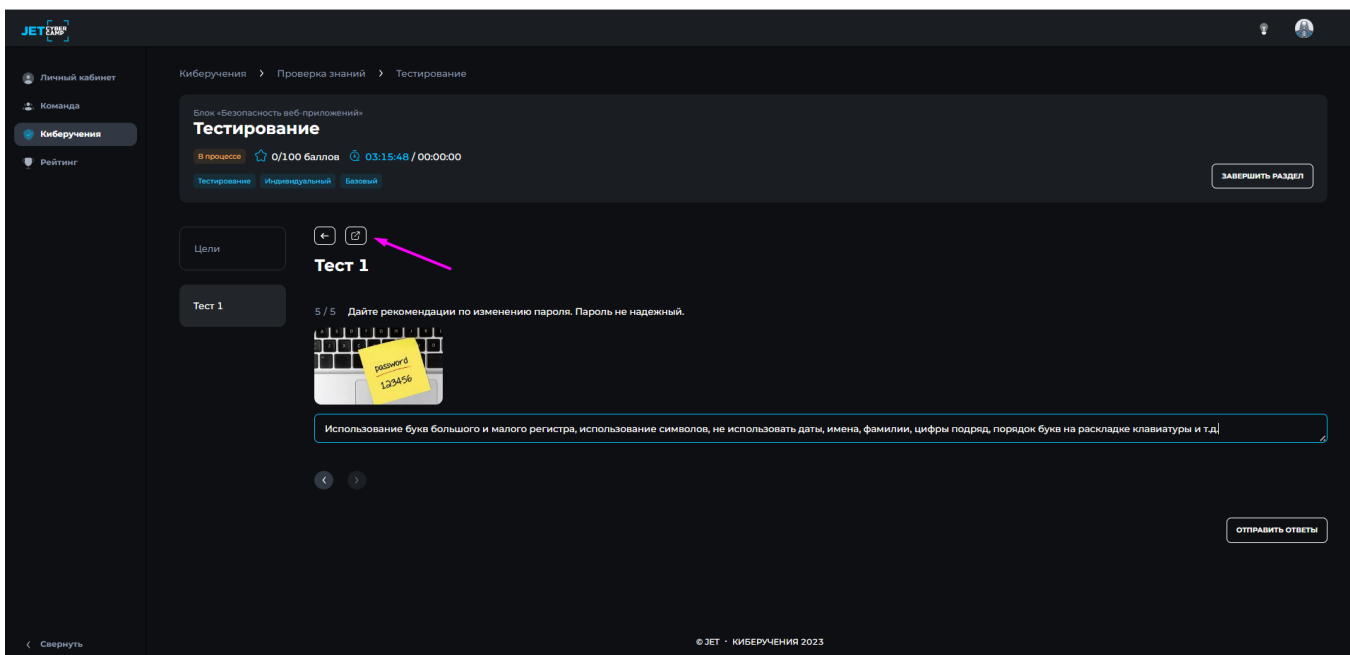 JET CYBER CAMP
Личный кабинет
Команда
Киберучения
Рейтинг
Киберучения > Проверка знаний > Тестирование
Блок «Безопасность веб-приложений»
Тестирование
В процессе 0/100 баллов 03:15:48 / 00:00:00
Тестирование Индивидуальный Базовый
ЗАВЕРШИТЬ РАЗДЕЛ
Цели
Тест 1
Тест 1
5 / 5 Дайте рекомендации по изменению пароля. Пароль не надежный.
password
123456
Использование букв большого и малого регистра, использование символов, не использовать даты, имена, фамилии, цифры подряд, порядок букв на раскладке клавиатуры и т.д
ОТПРАВИТЬ ОТВЕТЫ
Свернуть
© JET · КИБЕРУЧЕНИЯ 2023